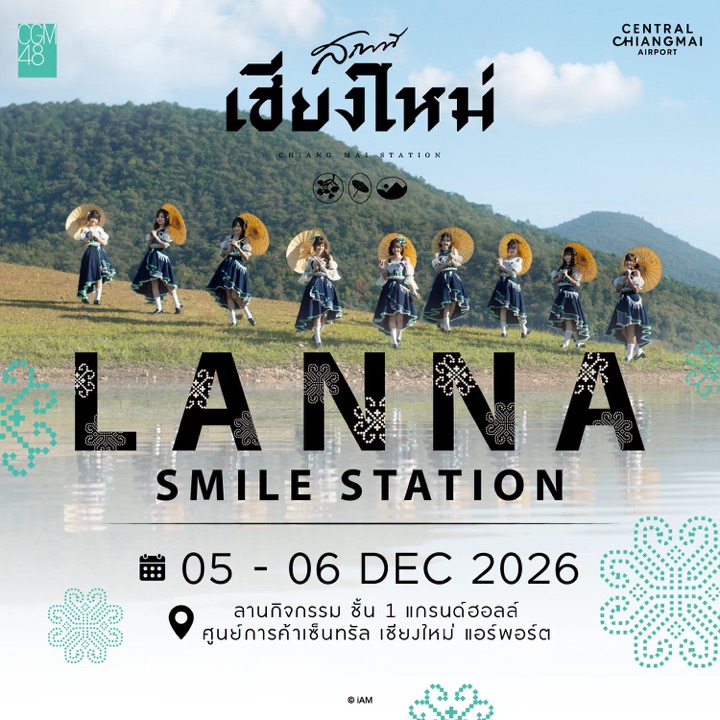 CGM
48
CENTRAL
CHIANGMAI
AIRPORT
สถานี
เชียงใหม่
CHIANG MAI STATION
LANNA
SMILE STATION
05 - 06 DEC 2026
ลานกิจกรรม ชั้น 1 แกรนด์ฮอลล์
ศูนย์การค้าเซ็นทรัล เชียงใหม่ แอร์พอร์ต
© iAM